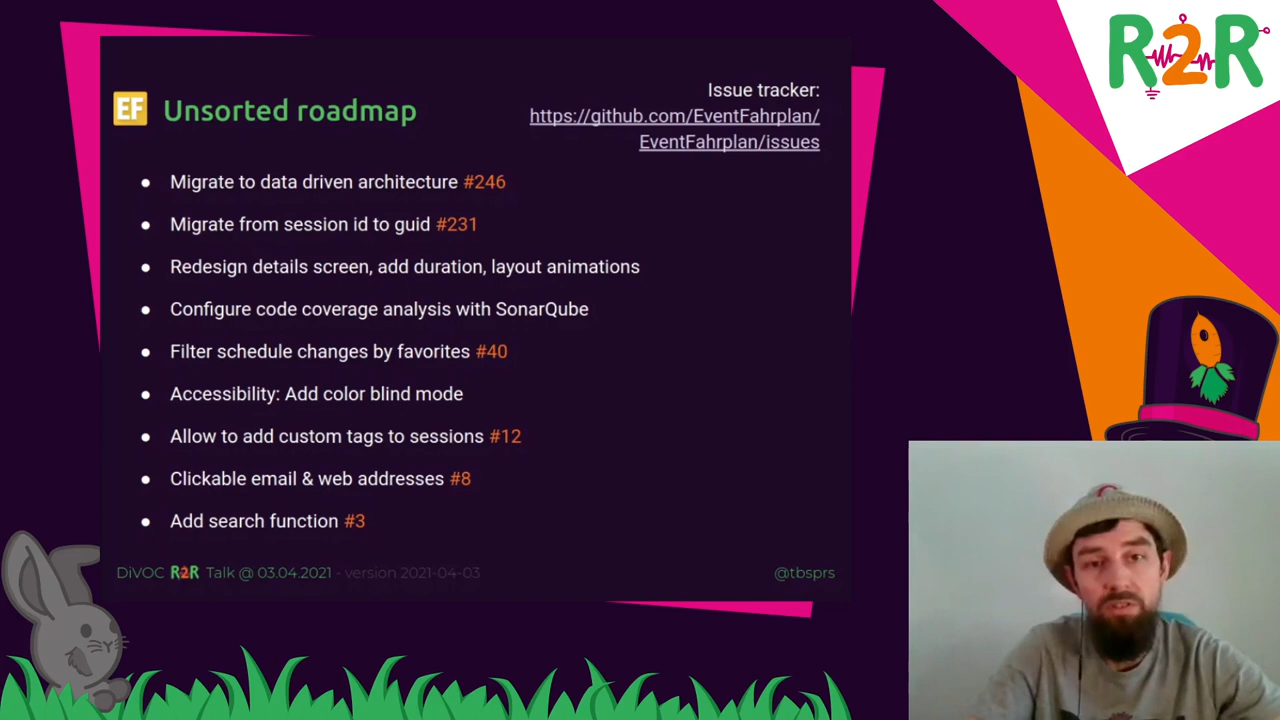 R2R
EF Unsorted roadmap
Issue tracker:
https://github.com/EventFahrplan/
EventFahrplan/issues
● Migrate to data driven architecture #246
● Migrate from session id to guid #231
● Redesign details screen, add duration, layout animations
● Configure code coverage analysis with SonarQube
● Filter schedule changes by favorites #40
● Accessibility: Add color blind mode
● Allow to add custom tags to sessions #12
● Clickable email & web addresses #8
● Add search function #3
DiVOC R2R Talk @ 03.04.2021 - version 2021-04-03
@tbsprs